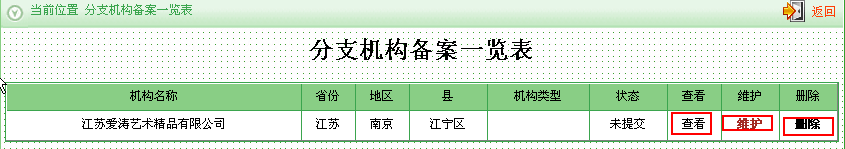 当前位置 分支机构备案一览表 返回
分支机构备案一览表
机构名称 省份 地区 县 机构类型 状态 查看 维护 删除
江苏爱涛艺术精品有限公司 江苏 南京 江宁区 未提交 查看 维护 删除